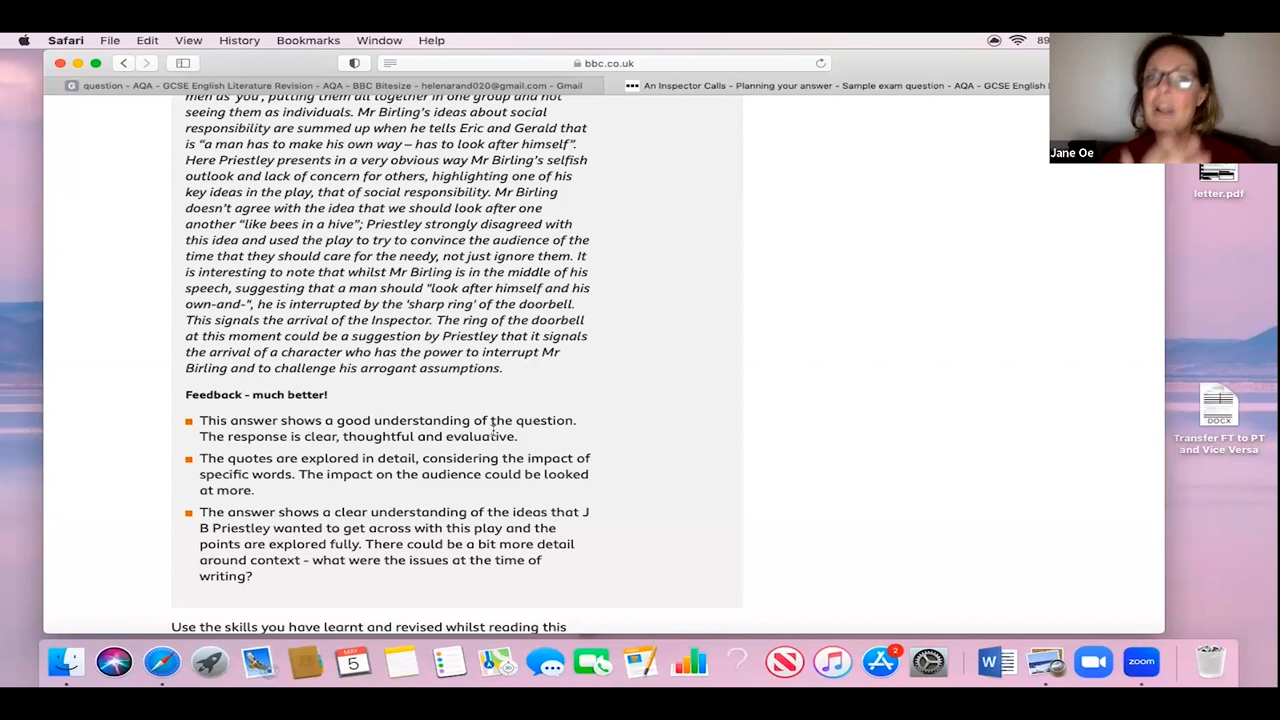 Safari File Edit View History Bookmarks Window Help
bbc.co.uk
question - AQA - GCSE English Literature Revision - AQA - BBC Bitesize - helenarand020@gmail.com - Gmail
An Inspector Calls - Planning your answer - Sample exam question - AQA - GCSE English
Jane Oe
men as 'you', putting them all together in one group and not
seeing them as individuals. Mr Birling's ideas about social
responsibility are summed up when he tells Eric and Gerald that
is "a man has to make his own way – has to look after himself".
Here Priestley presents in a very obvious way Mr Birling's selfish
outlook and lack of concern for others, highlighting one of his
key ideas in the play, that of social responsibility. Mr Birling
doesn't agree with the idea that we should look after one
another "like bees in a hive"; Priestley strongly disagreed with
this idea and used the play to try to convince the audience of the
time that they should care for the needy, not just ignore them. It
is interesting to note that whilst Mr Birling is in the middle of his
speech, suggesting that a man should "look after himself and his
own-and-", he is interrupted by the 'sharp ring' of the doorbell.
This signals the arrival of the Inspector. The ring of the doorbell
at this moment could be a suggestion by Priestley that it signals
the arrival of a character who has the power to interrupt Mr
Birling and to challenge his arrogant assumptions.
Feedback - much better!
This answer shows a good understanding of the question.
The response is clear, thoughtful and evaluative.
The quotes are explored in detail, considering the impact of
specific words. The impact on the audience could be looked
at more.
The answer shows a clear understanding of the ideas that J
B Priestley wanted to get across with this play and the
points are explored fully. There could be a bit more detail
around context - what were the issues at the time of
writing?
Use the skills you have learnt and revised whilst reading this
letter.pdf
DOCX
Transfer FT to PT
and Vice Versa
MAY
5
2
zoom